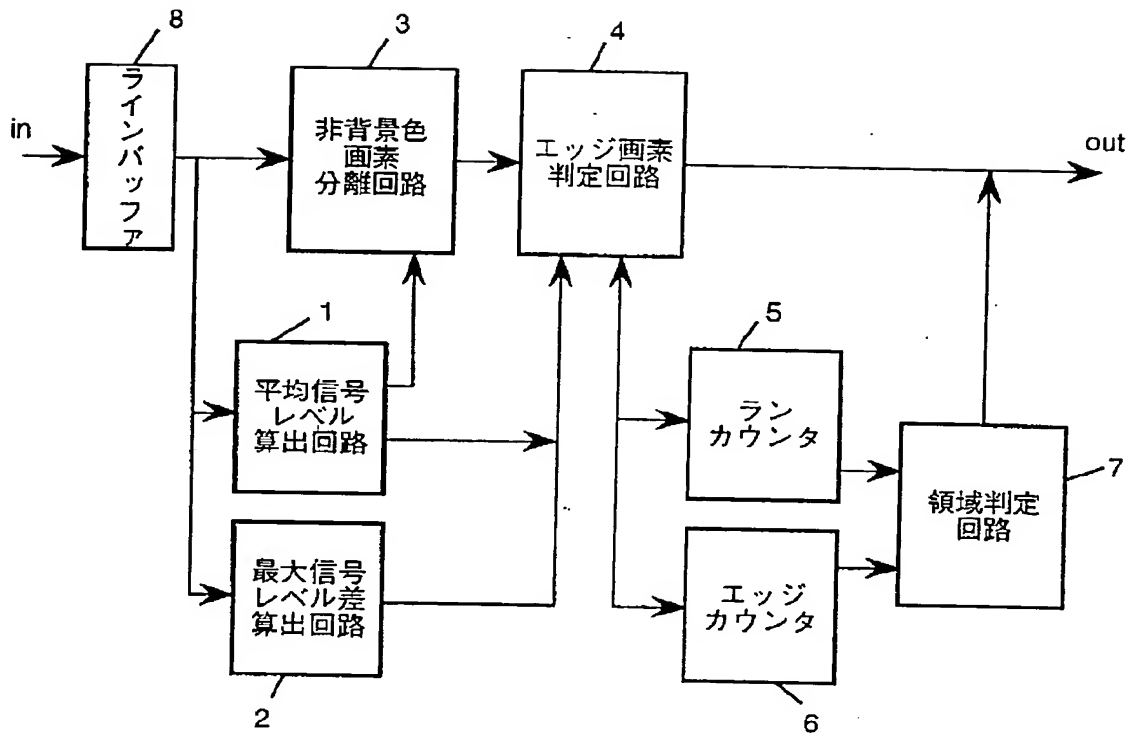 8
3
4
in
ラインバッファ
非背景色
画素
分離回路
エッジ画素
判定回路
out
1
平均信号
レベル
算出回路
5
ラン
カウンタ
7
領域判定
回路
最大信号
レベル差
算出回路
2
エッジ
カウンタ
6